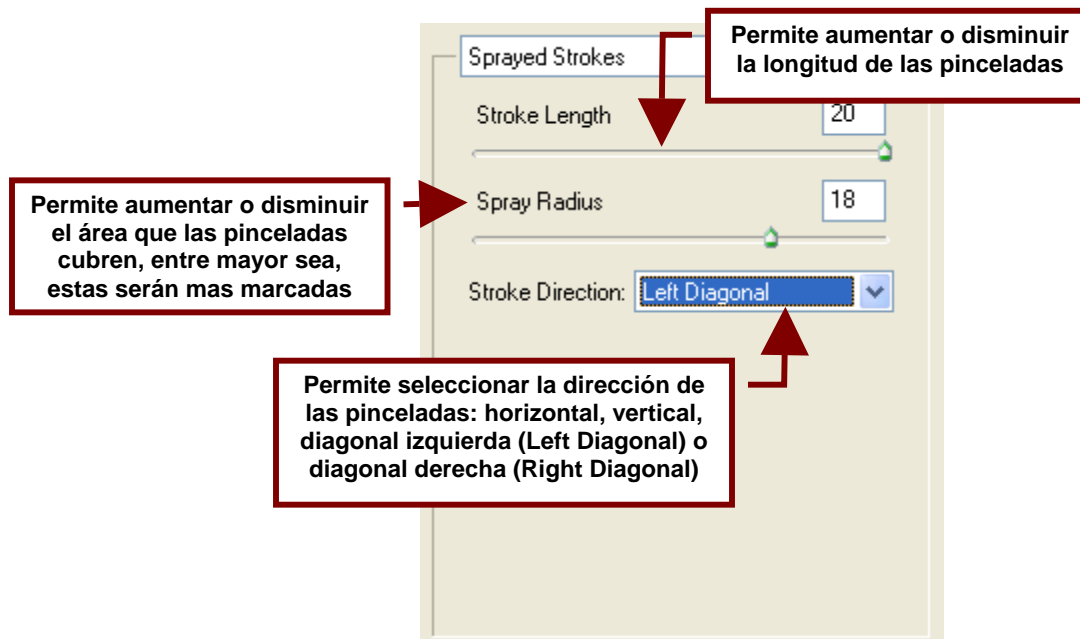 Permite aumentar o disminuir
la longitud de las pinceladas
Sprayed Strokes
Stroke Length
20
Permite aumentar o disminuir
el área que las pinceladas
cubren, entre mayor sea,
estas serán mas marcadas
Spray Radius
18
Stroke Direction:
Left Diagonal
Permite seleccionar la dirección de
las pinceladas: horizontal, vertical,
diagonal izquierda (Left Diagonal) o
diagonal derecha (Right Diagonal)